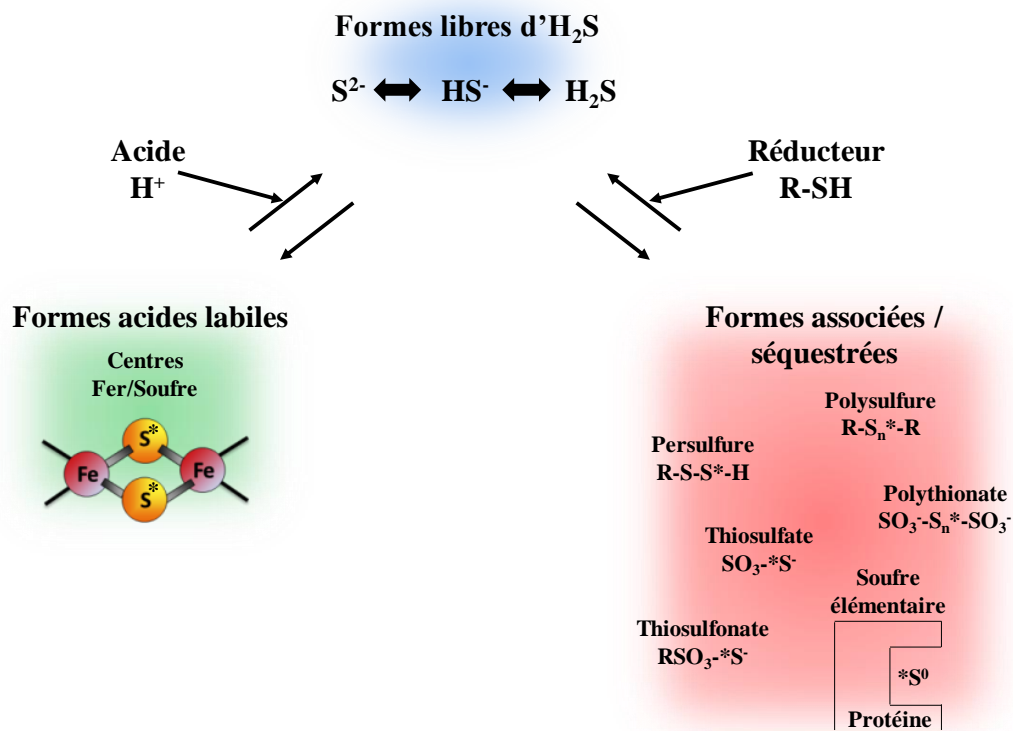 Formes libres d’H₂S
S²⁻ HS⁻ H₂S
Acide
H⁺
Réducteur
R-SH
Formes acides labiles
Centres
Fer/Soufre
S*
Fe Fe
S*
Formes associées /
séquestrées
Polysulfure
R-Sₙ*-R
Persulfure
R-S-S*-H
Polythionate
SO₃⁻-Sₙ*-SO₃⁻
Thiosulfate
SO₃-*S⁻
Soufre
élémentaire
Thiosulfonate
RSO₃-*S⁻
*S⁰
Protéine